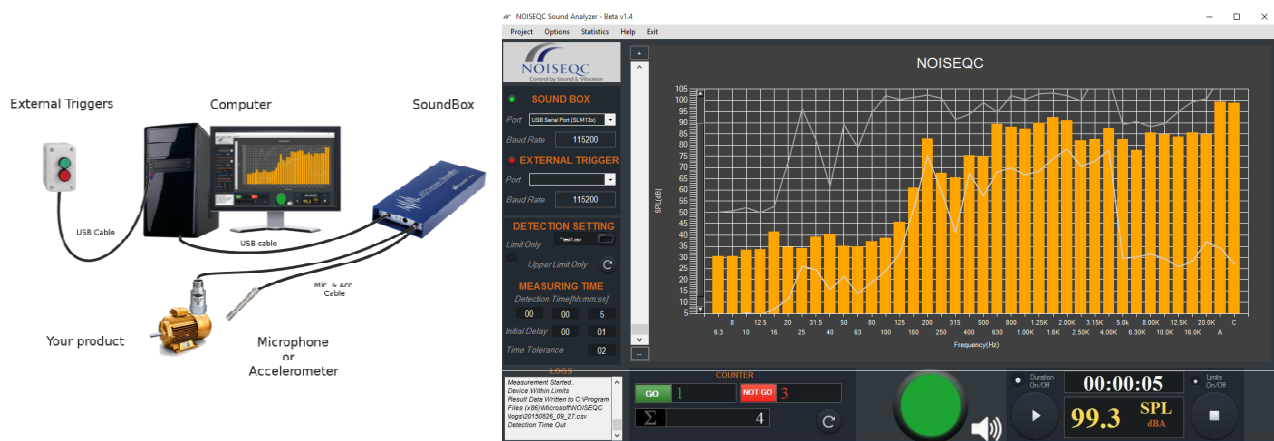 External Triggers
Computer
SoundBox
USB Cable
USB cable
Mic. & Acc.
Cable
Your product
Microphone
or
Accelerometer
NOISEQC Sound Analyzer - Beta v1.4
Project Options Statistics Help Exit
NOISEQC
Control by Sound & Vibration
SOUND BOX
Port USB Serial Port (SLM13x)
Baud Rate 115200
EXTERNAL TRIGGER
Port
Baud Rate 115200
DETECTION SETTING
Limit Only
Upper Limit Only
MEASURING TIME
Detection Time[hh:mm:ss]
00 00 5
Initial Delay 00 01
Time Tolerance 02
LOGS
Measurement Started..
Device Within Limits
Result Data Written to C:\Program
Files (x86)\Microsoft\NOISEQC
\logs\20150826_09_27.csv
Detection Time Out
NOISEQC
SPL(dB)
105
100
95
90
85
80
75
70
65
60
55
50
45
40
35
30
25
20
15
10
5
6.3 8 10 12.5 16 20 25 31.5 40 50 63 80 100 125 160 200 250 315 400 500 630 800 1.00K 1.25K 1.60K 2.00K 2.50K 3.15K 4.00K 5.0k 6.30K 8.00K 10.0K 12.5K 16.0K 20.0K A C
Frequency(Hz)
COUNTER
GO 1 NOT GO 3
Σ 4
Duration
On/Off
00:00:05
Limits
On/Off
99.3 SPL
dBA